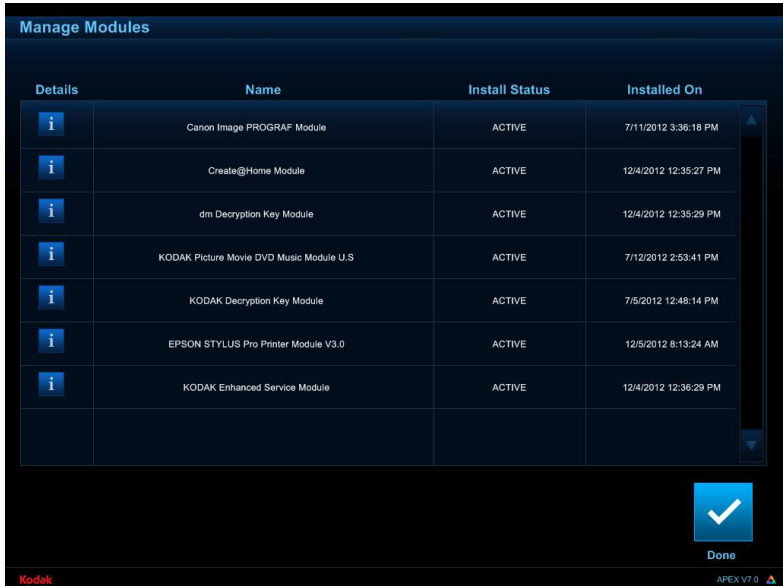 Manage Modules
Details Name Install Status Installed On
i Canon Image PROGRAF Module ACTIVE 7/11/2012 3:36:18 PM
i Create@Home Module ACTIVE 12/4/2012 12:35:27 PM
i dm Decryption Key Module ACTIVE 12/4/2012 12:35:29 PM
i KODAK Picture Movie DVD Music Module U.S ACTIVE 7/12/2012 2:53:41 PM
i KODAK Decryption Key Module ACTIVE 7/5/2012 12:48:14 PM
i EPSON STYLUS Pro Printer Module V3.0 ACTIVE 12/5/2012 8:13:24 AM
i KODAK Enhanced Service Module ACTIVE 12/4/2012 12:36:29 PM
Done
Kodak APEX V7.0